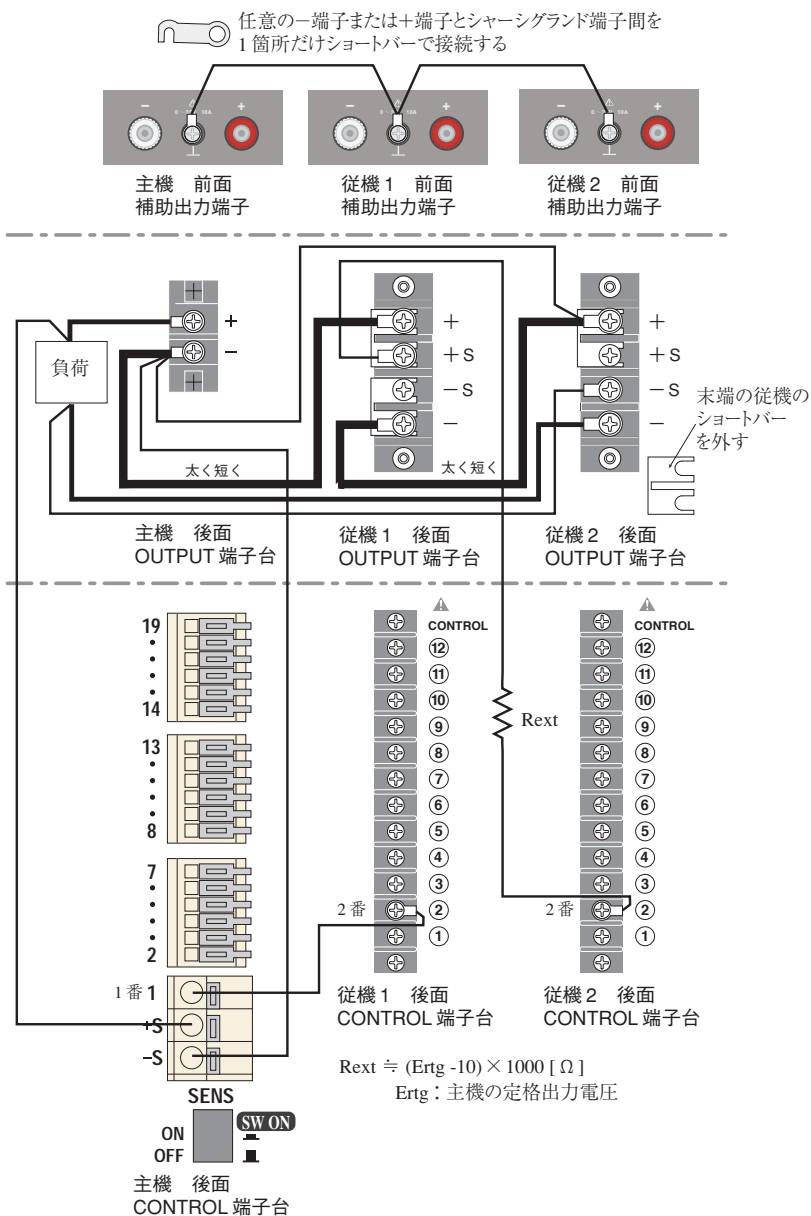 任意の－端子または＋端子とシャーシグランド端子間を
1 箇所だけショートバーで接続する
－ ＋
－ ＋
－ ＋
主機　前面
補助出力端子
従機 1　前面
補助出力端子
従機 2　前面
補助出力端子
＋
－
負荷
太く短く
＋
＋S
－S
－
太く短く
＋
＋S
－S
－
末端の従機の
ショートバー
を外す
主機　後面
OUTPUT 端子台
従機 1　後面
OUTPUT 端子台
従機 2　後面
OUTPUT 端子台
19
14
13
8
7
2
1 番 1
+S
–S
SENS
SW ON
ON
OFF
主機　後面
CONTROL 端子台
CONTROL
⑫
⑪
⑩
⑨
⑧
⑦
⑥
⑤
④
③
2 番 ②
①
従機 1　後面
CONTROL 端子台
Rext
CONTROL
⑫
⑪
⑩
⑨
⑧
⑦
⑥
⑤
④
③
2 番 ②
①
従機 2　後面
CONTROL 端子台
Rext ≒ (Ertg -10) × 1000 [ Ω ]
Ertg：主機の定格出力電圧